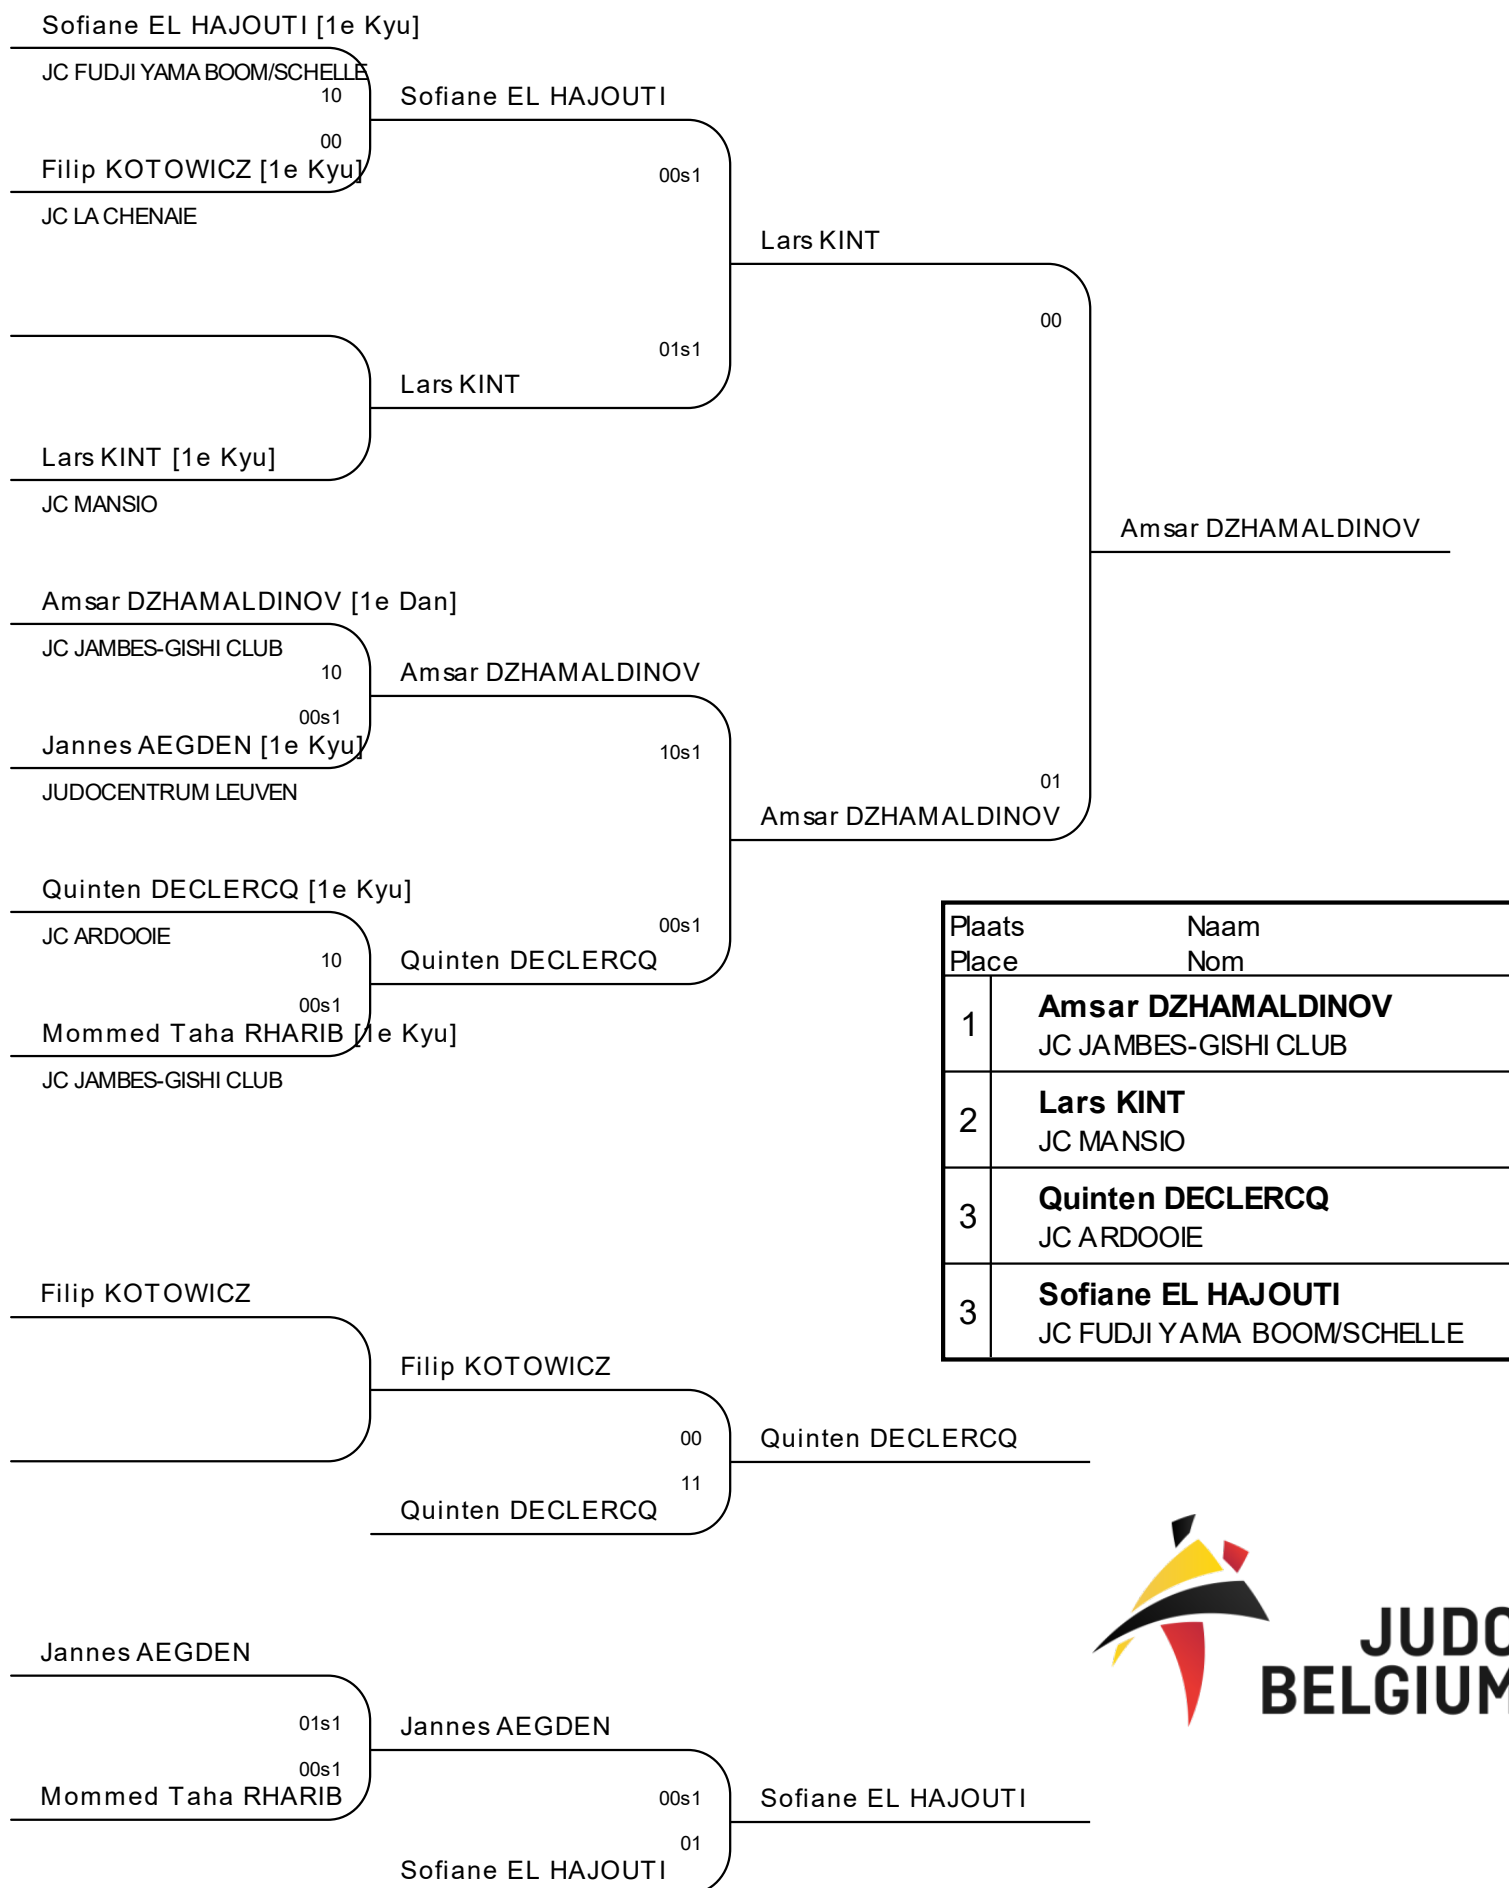 Sofiane EL HAJOUTI [1e Kyu]
JC FUDJI YAMA BOOM/SCHELLE
10
Sofiane EL HAJOUTI
00
Filip KOTOWICZ [1e Kyu]
00s1
JC LA CHENAIE
Lars KINT
00
01s1
Lars KINT
Lars KINT [1e Kyu]
JC MANSIO
Amsar DZHAMALDINOV
Amsar DZHAMALDINOV [1e Dan]
JC JAMBES-GISHI CLUB
10
Amsar DZHAMALDINOV
00s1
Jannes AEGDEN [1e Kyu]
10s1
JUDOCENTRUM LEUVEN
01
Amsar DZHAMALDINOV
Quinten DECLERCQ [1e Kyu]
JC ARDOOIE
00s1
10
Quinten DECLERCQ
00s1
Mommed Taha RHARIB [1e Kyu]
JC JAMBES-GISHI CLUB
Plaats Naam
Place Nom
1 Amsar DZHAMALDINOV
JC JAMBES-GISHI CLUB
2 Lars KINT
JC MANSIO
3 Quinten DECLERCQ
JC ARDOOIE
3 Sofiane EL HAJOUTI
JC FUDJI YAMA BOOM/SCHELLE
Filip KOTOWICZ
Filip KOTOWICZ
00
Quinten DECLERCQ
11
Quinten DECLERCQ
Jannes AEGDEN
01s1
Jannes AEGDEN
00s1
Mommed Taha RHARIB
00s1
Sofiane EL HAJOUTI
01
Sofiane EL HAJOUTI
JUDO
BELGIUM